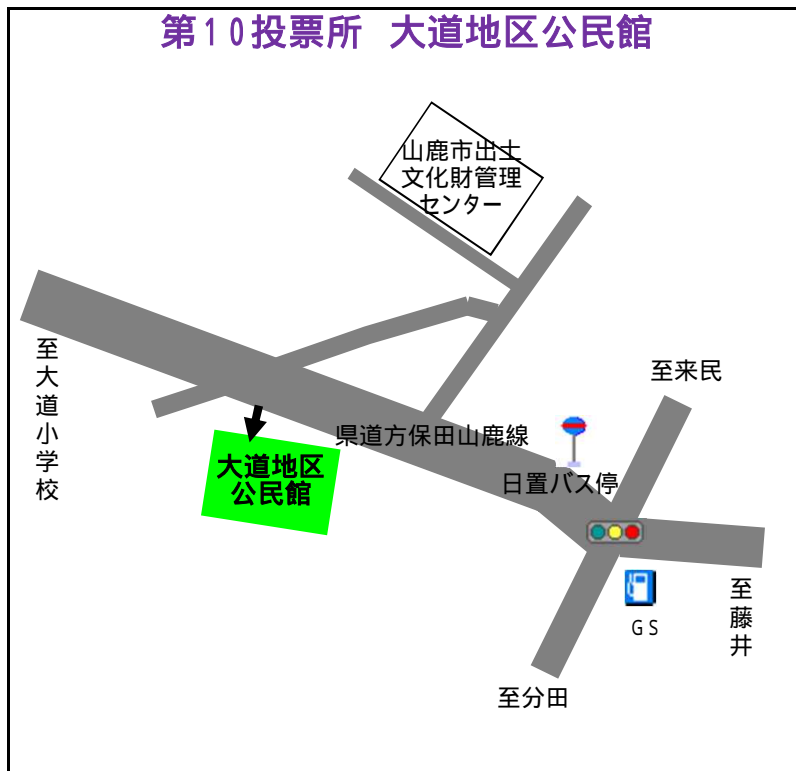 第10投票所 大道地区公民館
山鹿市出土
文化財管理
センター
至大道小学校
至来民
県道方保田山鹿線
大道地区
公民館
日置バス停
至藤井
GS
至分田